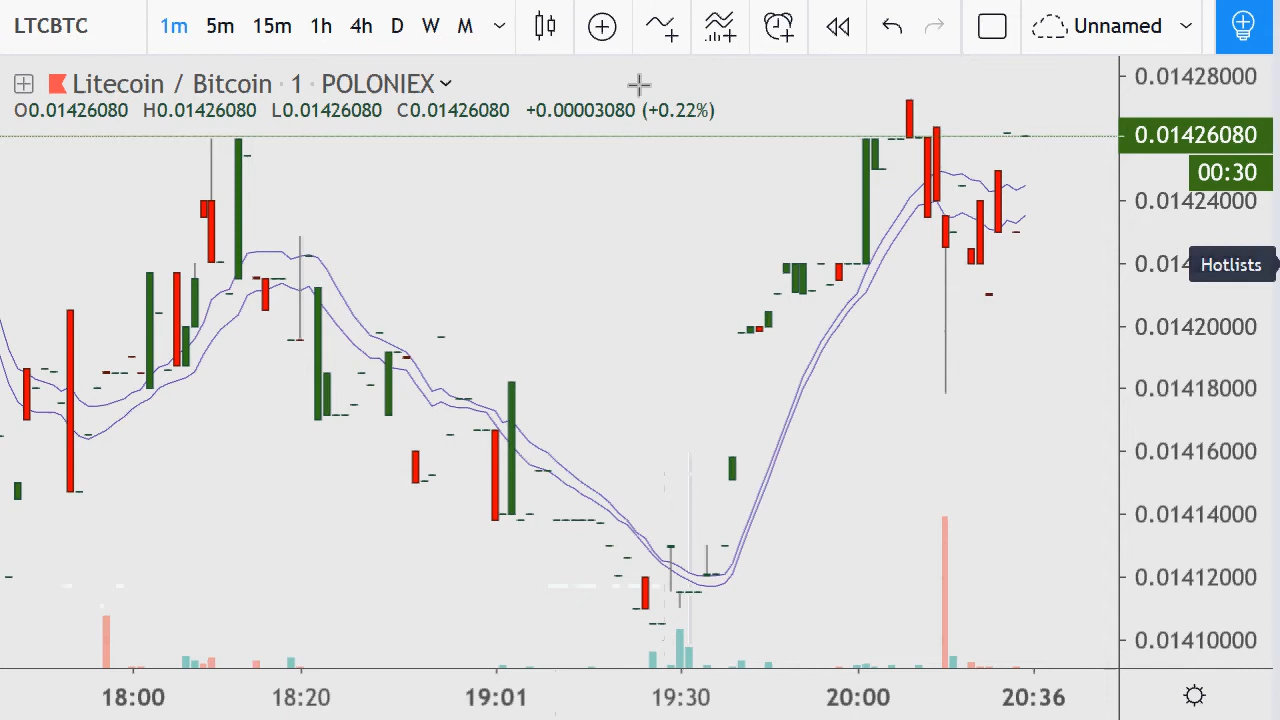 LTCBTC 1m 5m 15m 1h 4h D W M Unnamed
Litecoin / Bitcoin · 1 · POLONIEX
O0.01426080 H0.01426080 L0.01426080 C0.01426080 +0.00003080 (+0.22%)
0.01428000
0.01426080
00:30
0.01424000
0.014
Hotlists
0.01420000
0.01418000
0.01416000
0.01414000
0.01412000
0.01410000
18:00 18:20 19:01 19:30 20:00 20:36